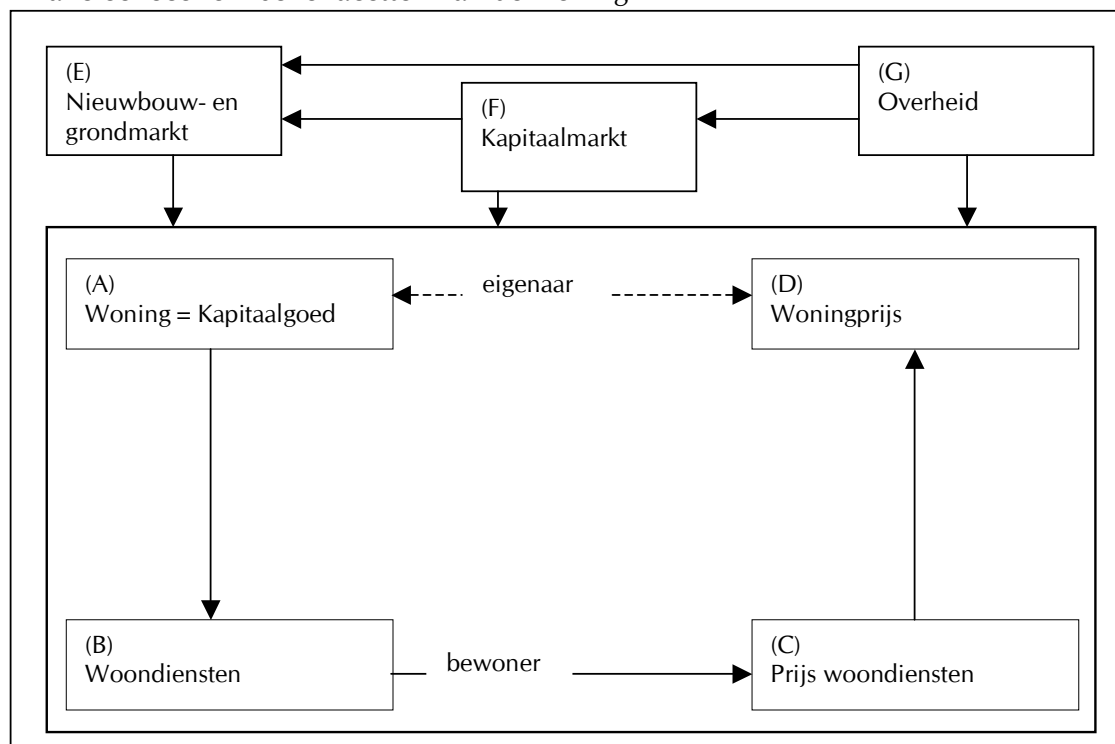 (E)
Nieuwbouw- en
grondmarkt
(F)
Kapitaalmarkt
(G)
Overheid
(A)
Woning = Kapitaalgoed
eigenaar
(D)
Woningprijs
(B)
Woondiensten
bewoner
(C)
Prijs woondiensten